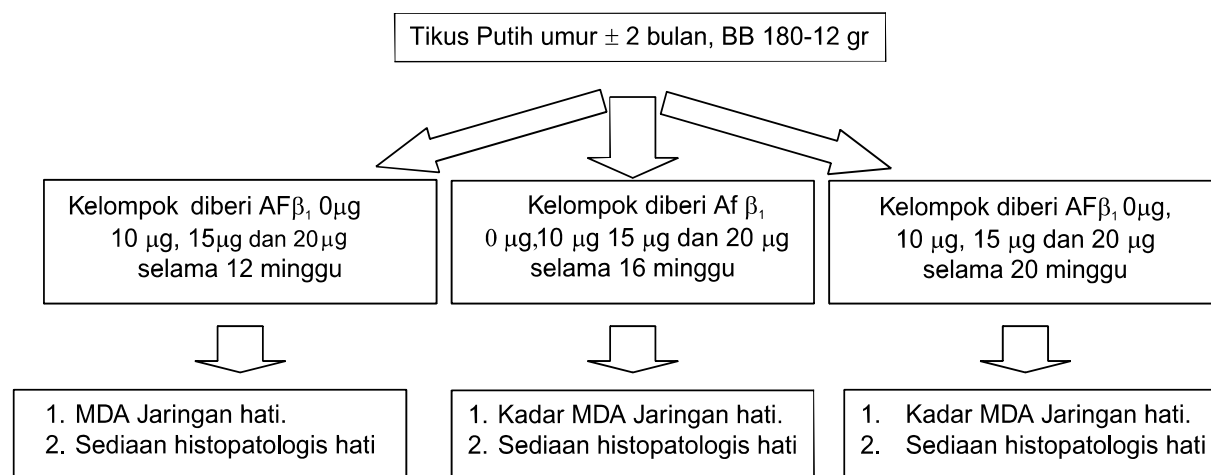 Tikus Putih umur ± 2 bulan, BB 180-12 gr
Kelompok diberi AFβ₁ 0µg
10 µg, 15µg dan 20µg
selama 12 minggu
Kelompok diberi Af β₁
0 µg,10 µg 15 µg dan 20 µg
selama 16 minggu
Kelompok diberi AFβ₁ 0µg,
10 µg, 15 µg dan 20 µg
selama 20 minggu
1. MDA Jaringan hati.
2. Sediaan histopatologis hati
1. Kadar MDA Jaringan hati.
2. Sediaan histopatologis hati
1. Kadar MDA Jaringan hati.
2. Sediaan histopatologis hati